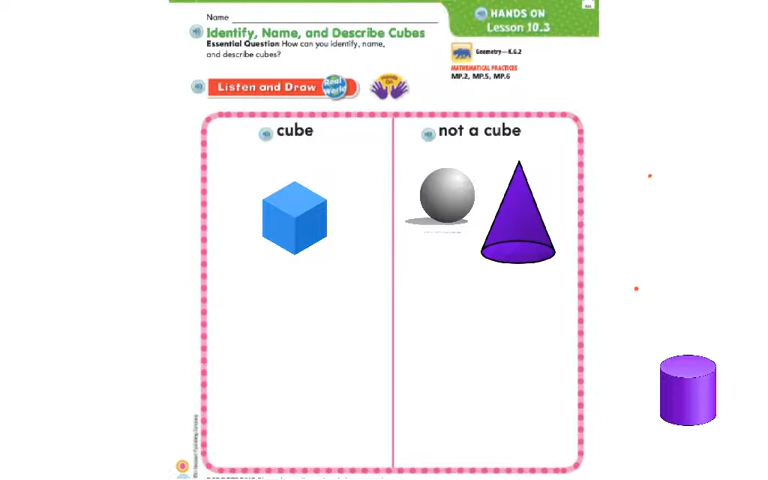 Name
HANDS ON
Lesson 10.3
Identify, Name, and Describe Cubes
Essential Question How can you identify, name,
and describe cubes?
Geometry—K.G.2
MATHEMATICAL PRACTICES
MP.2, MP.5, MP.6
Listen and Draw
Real
World
Hands
On
cube
not a cube